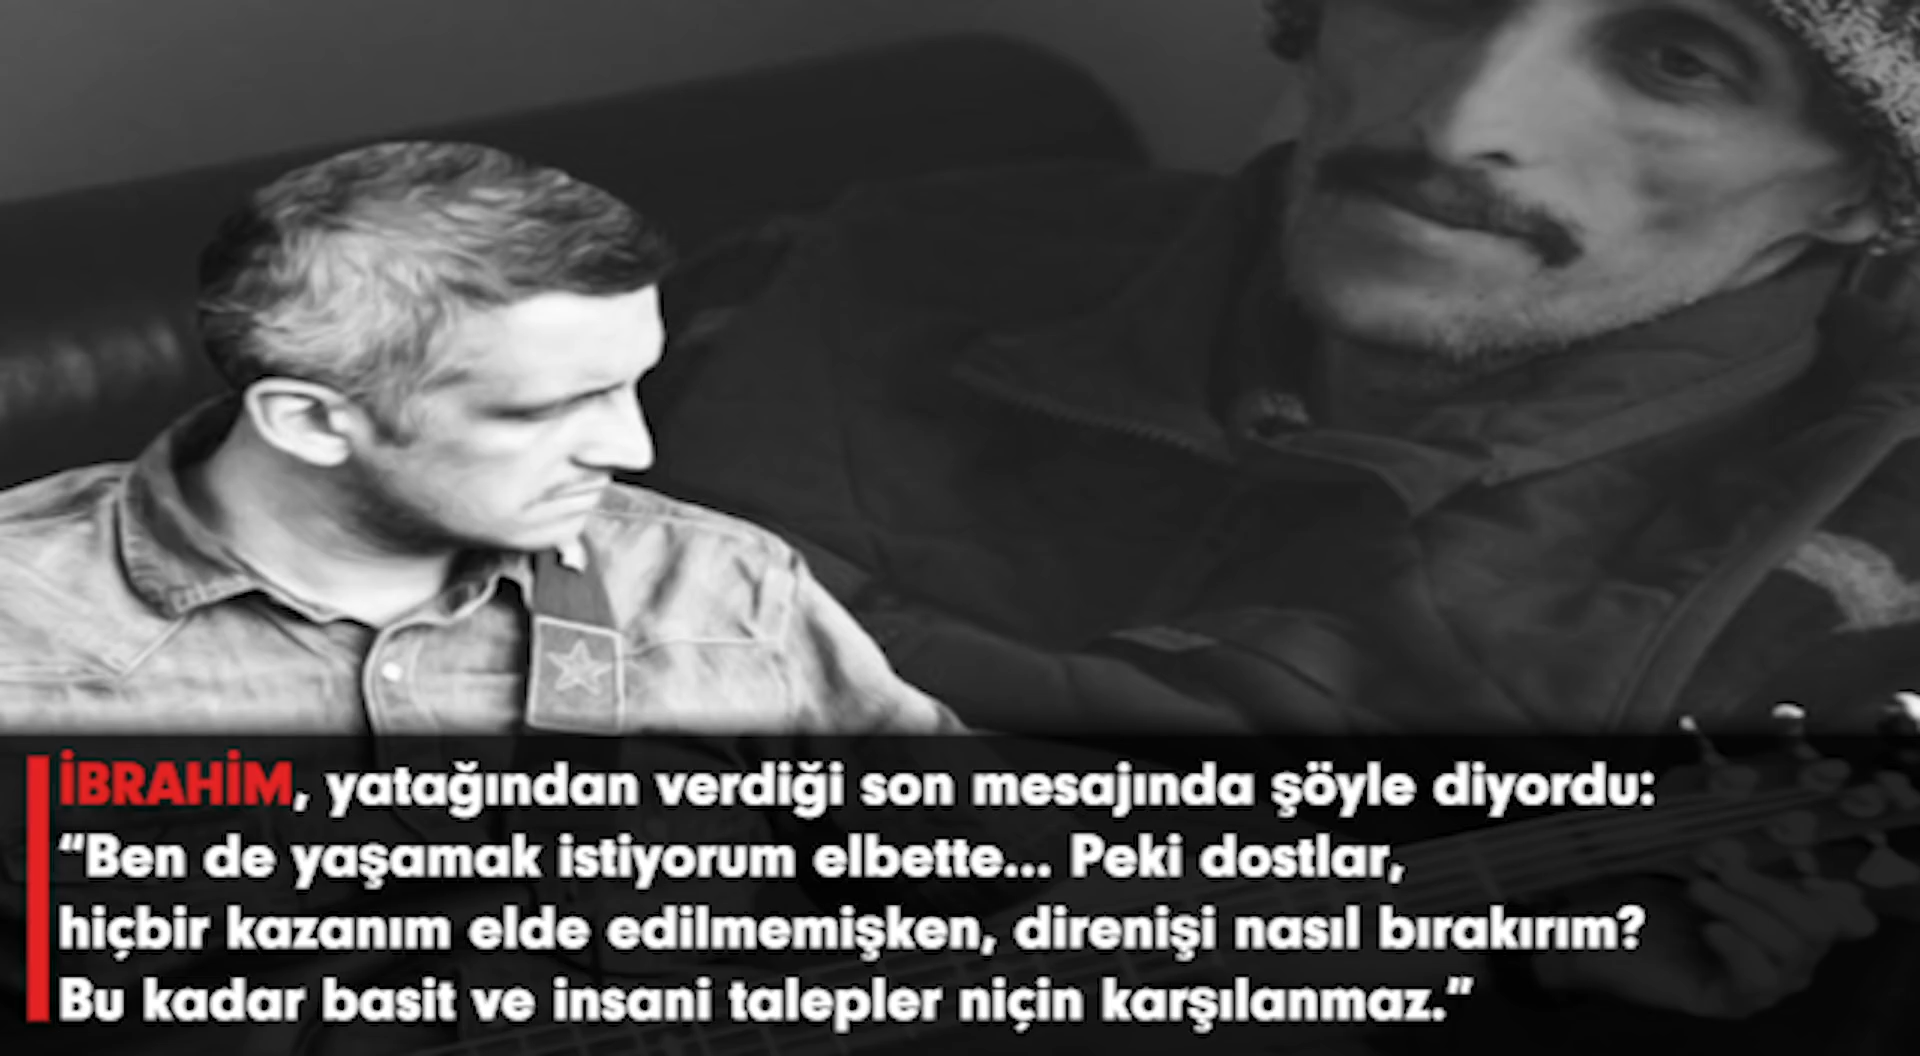 İBRAHİM, yatağından verdiği son mesajında şöyle diyordu:
“Ben de yaşamak istiyorum elbette... Peki dostlar,
hiçbir kazanım elde edilmemişken, direnişi nasıl bırakırım?
Bu kadar basit ve insani talepler niçin karşılanmaz.”